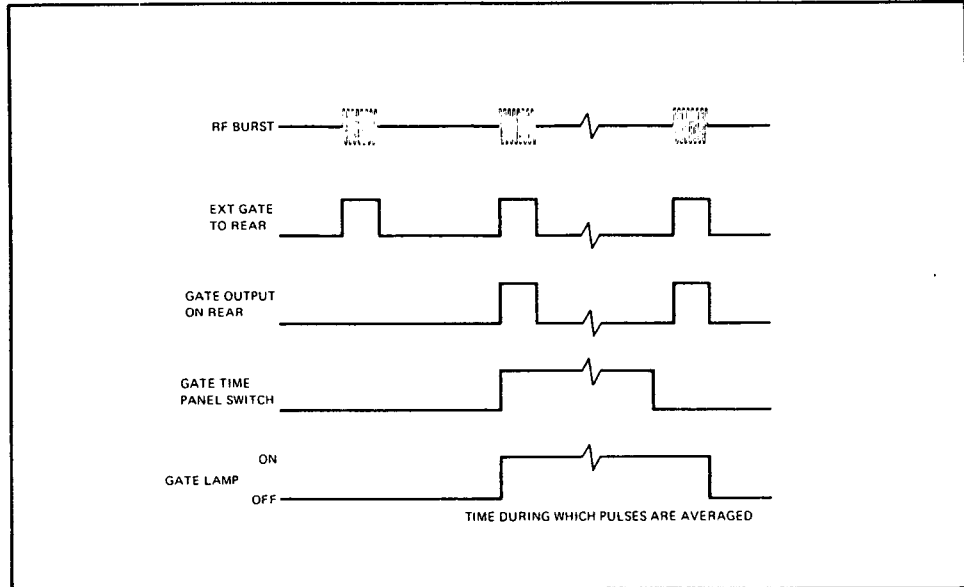 RF BURST
EXT GATE
TO REAR
GATE OUTPUT
ON REAR
GATE TIME
PANEL SWITCH
ON
GATE LAMP
OFF
TIME DURING WHICH PULSES ARE AVERAGED